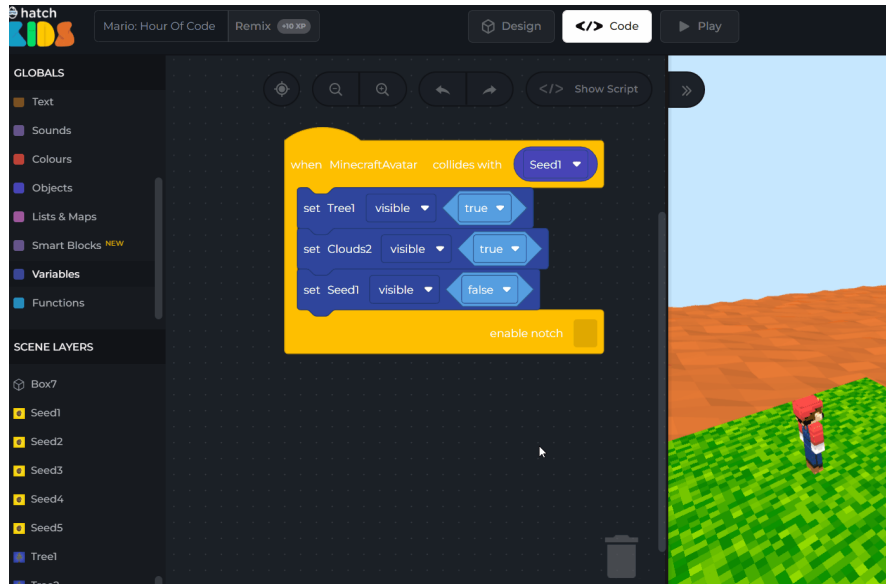 hatch
KIDS
Mario: Hour Of Code
Remix +10 XP
Design
</> Code
Play
GLOBALS
Text
Sounds
Colours
Objects
Lists & Maps
Smart Blocks NEW
Variables
Functions
SCENE LAYERS
Box7
Seed1
Seed2
Seed3
Seed4
Seed5
Tree1
</> Show Script
when MinecraftAvatar collides with Seed1
set Tree1 visible true
set Clouds2 visible true
set Seed1 visible false
enable notch